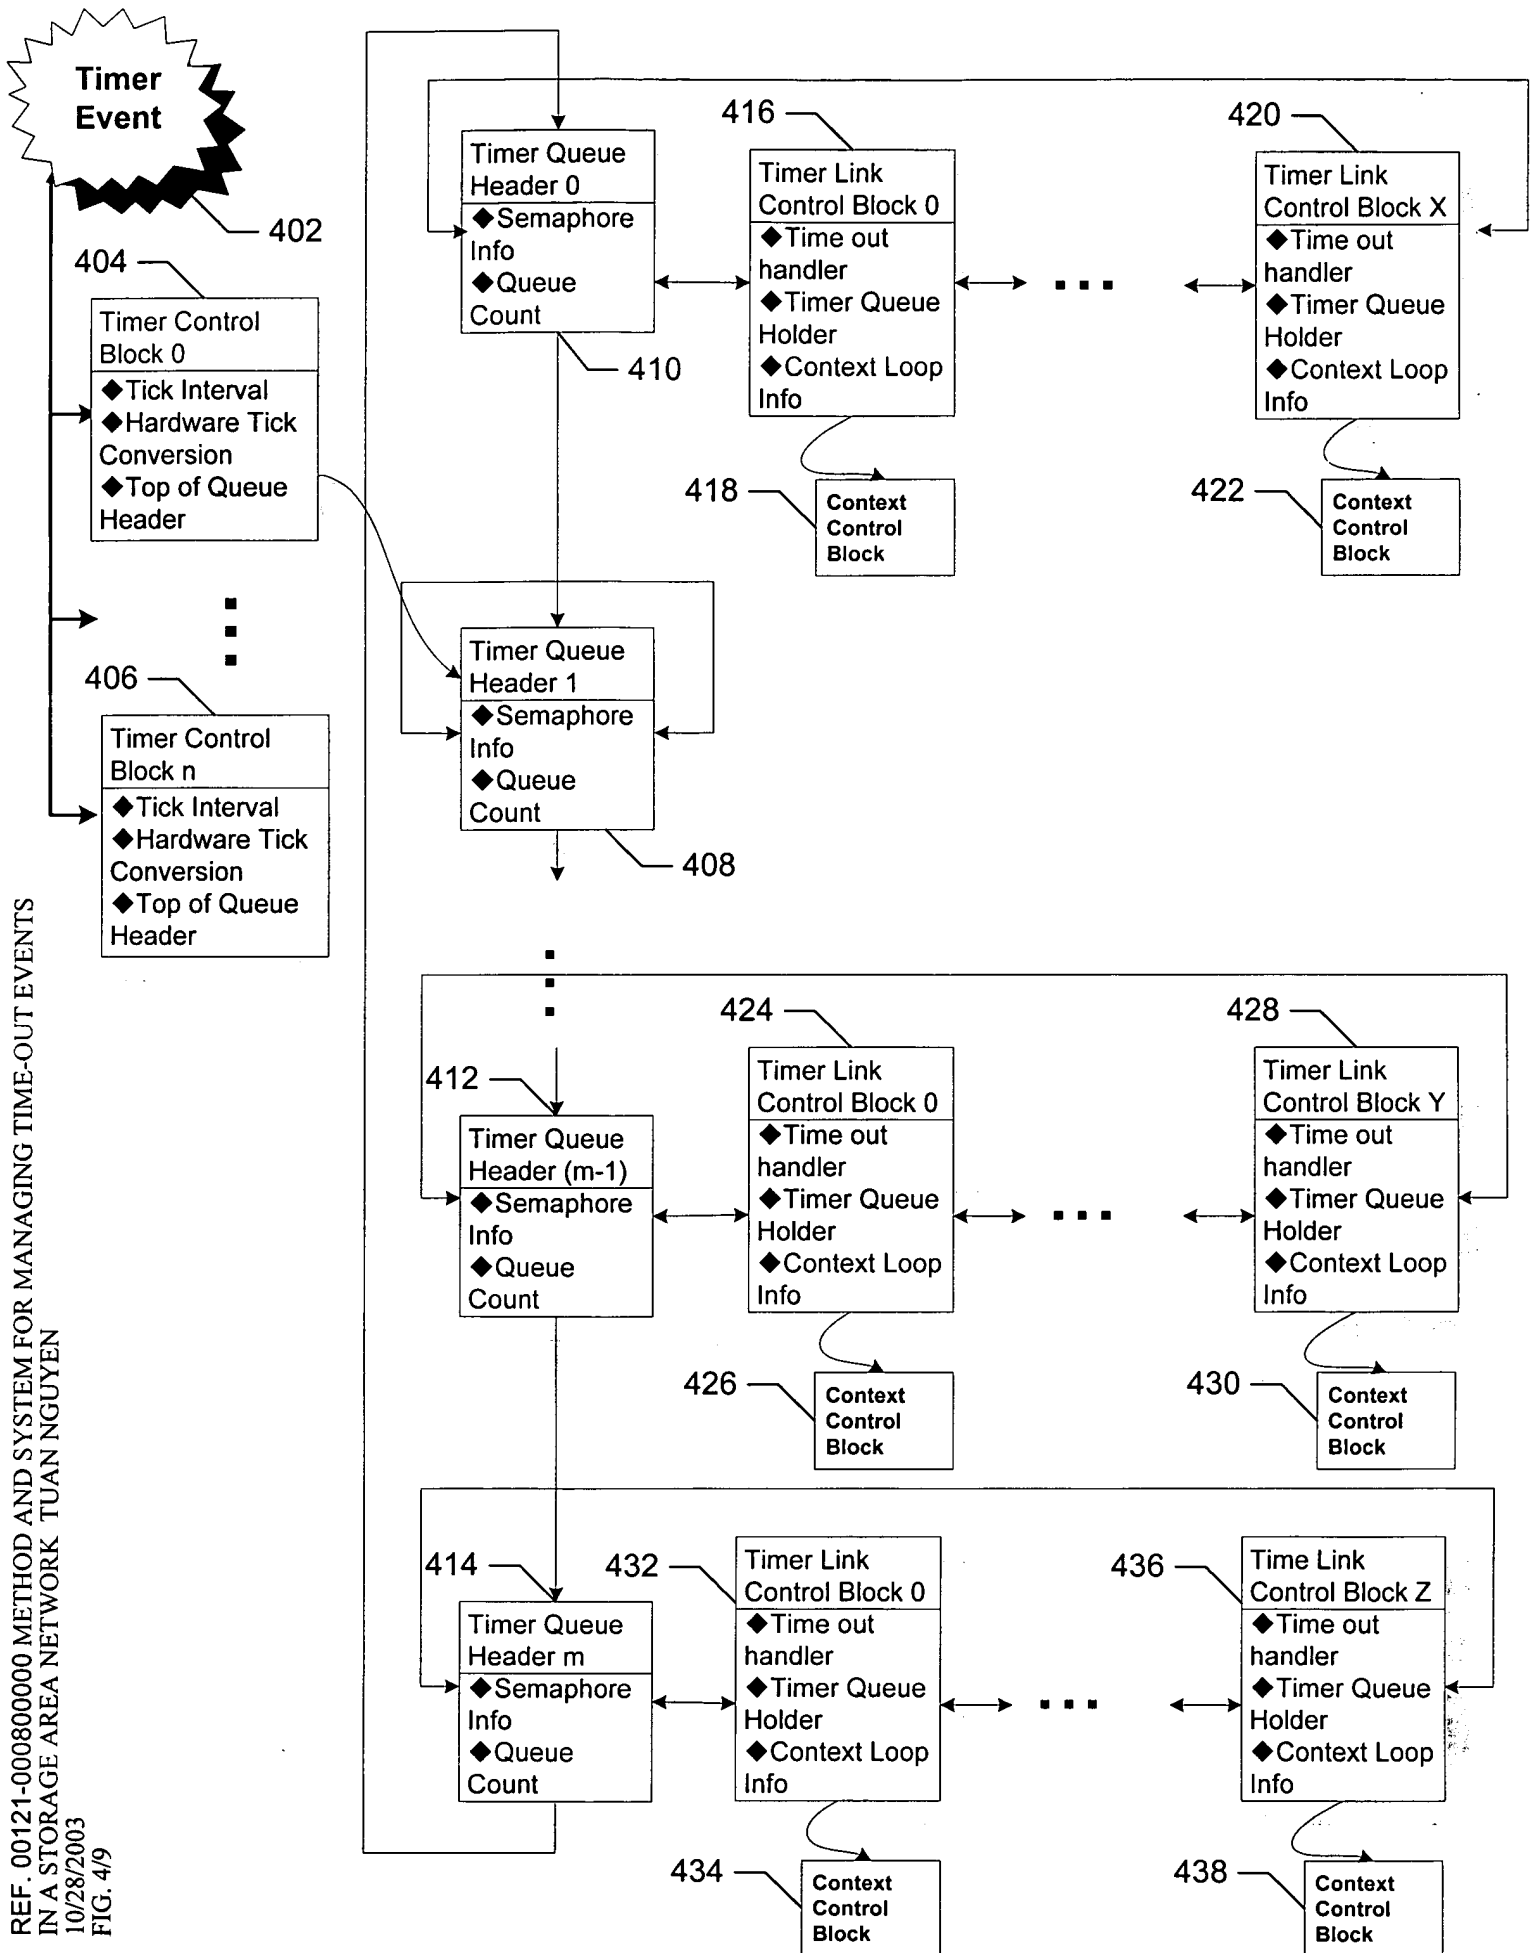 Timer
Event
402
404
Timer Control
Block 0
◆Tick Interval
◆Hardware Tick
Conversion
◆Top of Queue
Header
406
Timer Control
Block n
◆Tick Interval
◆Hardware Tick
Conversion
◆Top of Queue
Header
Timer Queue
Header 0
◆Semaphore
Info
◆Queue
Count
410
416
Timer Link
Control Block 0
◆Time out
handler
◆Timer Queue
Holder
◆Context Loop
Info
418
Context
Control
Block
420
Timer Link
Control Block X
◆Time out
handler
◆Timer Queue
Holder
◆Context Loop
Info
422
Context
Control
Block
Timer Queue
Header 1
◆Semaphore
Info
◆Queue
Count
408
412
Timer Queue
Header (m-1)
◆Semaphore
Info
◆Queue
Count
424
Timer Link
Control Block 0
◆Time out
handler
◆Timer Queue
Holder
◆Context Loop
Info
426
Context
Control
Block
428
Timer Link
Control Block Y
◆Time out
handler
◆Timer Queue
Holder
◆Context Loop
Info
430
Context
Control
Block
414
Timer Queue
Header m
◆Semaphore
Info
◆Queue
Count
432
Timer Link
Control Block 0
◆Time out
handler
◆Timer Queue
Holder
◆Context Loop
Info
434
Context
Control
Block
436
Time Link
Control Block Z
◆Time out
handler
◆Timer Queue
Holder
◆Context Loop
Info
438
Context
Control
Block
REF. 00121-000800000 METHOD AND SYSTEM FOR MANAGING TIME-OUT EVENTS
IN A STORAGE AREA NETWORK TUAN NGUYEN
10/28/2003
FIG. 4/9